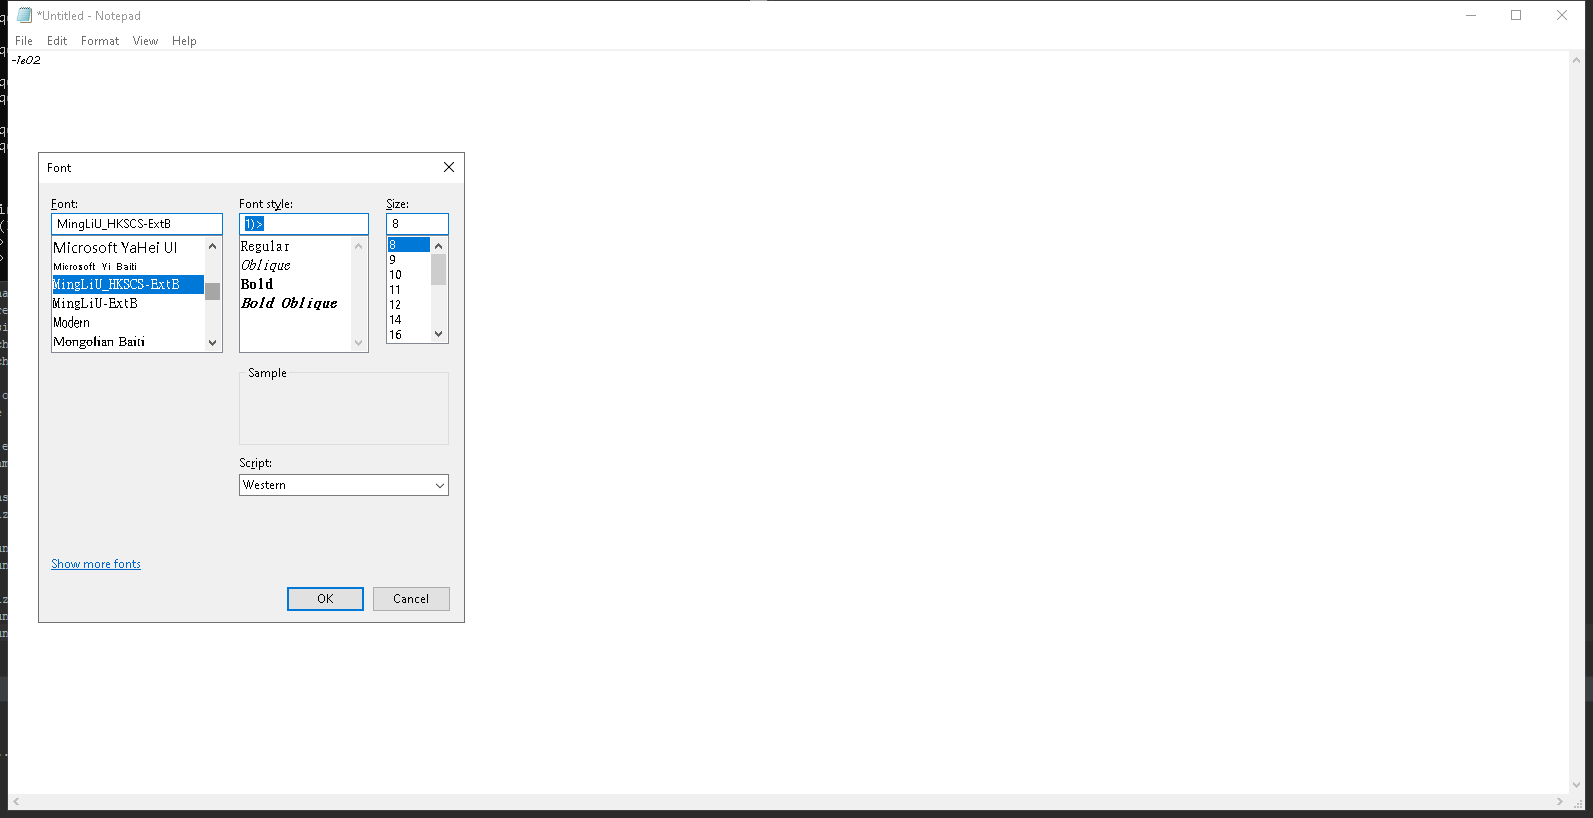 *Untitled - Notepad
File Edit Format View Help
-1e02
Font
Font: Font style: Size:
MingLiU_HKSCS-ExtB 1)> 8
Microsoft YaHei UI
Microsoft Yi Baiti
MingLiU_HKSCS-ExtB
MingLiU-ExtB
Modern
Mongolian Baiti
Regular
Oblique
Bold
Bold Oblique
8
9
10
11
12
14
16
Sample
Script:
Western
Show more fonts
OK Cancel